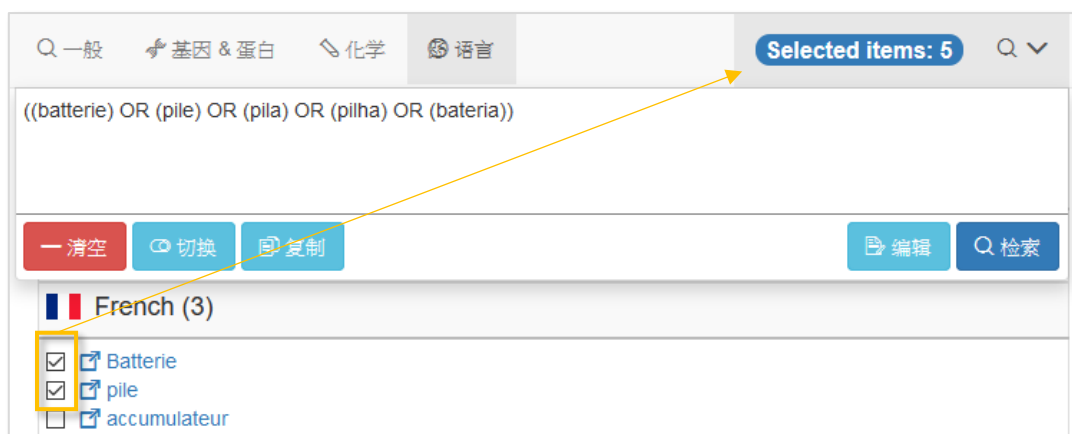 一般 基因 & 蛋白 化学 语言 Selected items: 5
((batterie) OR (pile) OR (pila) OR (pilha) OR (bateria))
清空 切换 复制 编辑 检索
French (3)
Batterie
pile
accumulateur